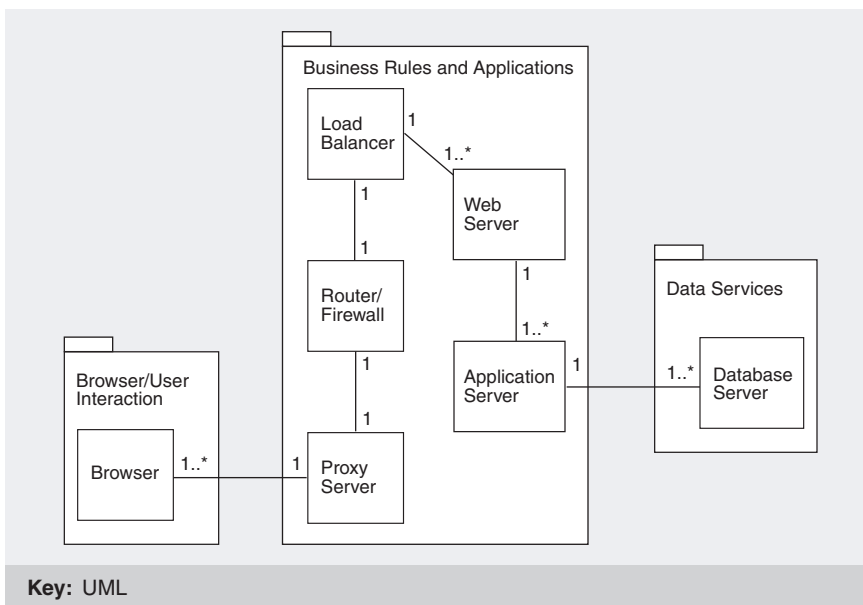 Business Rules and Applications
Load
Balancer
1
1..*
Web
Server
1
1
Router/
Firewall
1
1..*
1
1
Application
Server
1
Data Services
1..*
Database
Server
Browser/User
Interaction
Browser
1..*
1
Proxy
Server
Key: UML